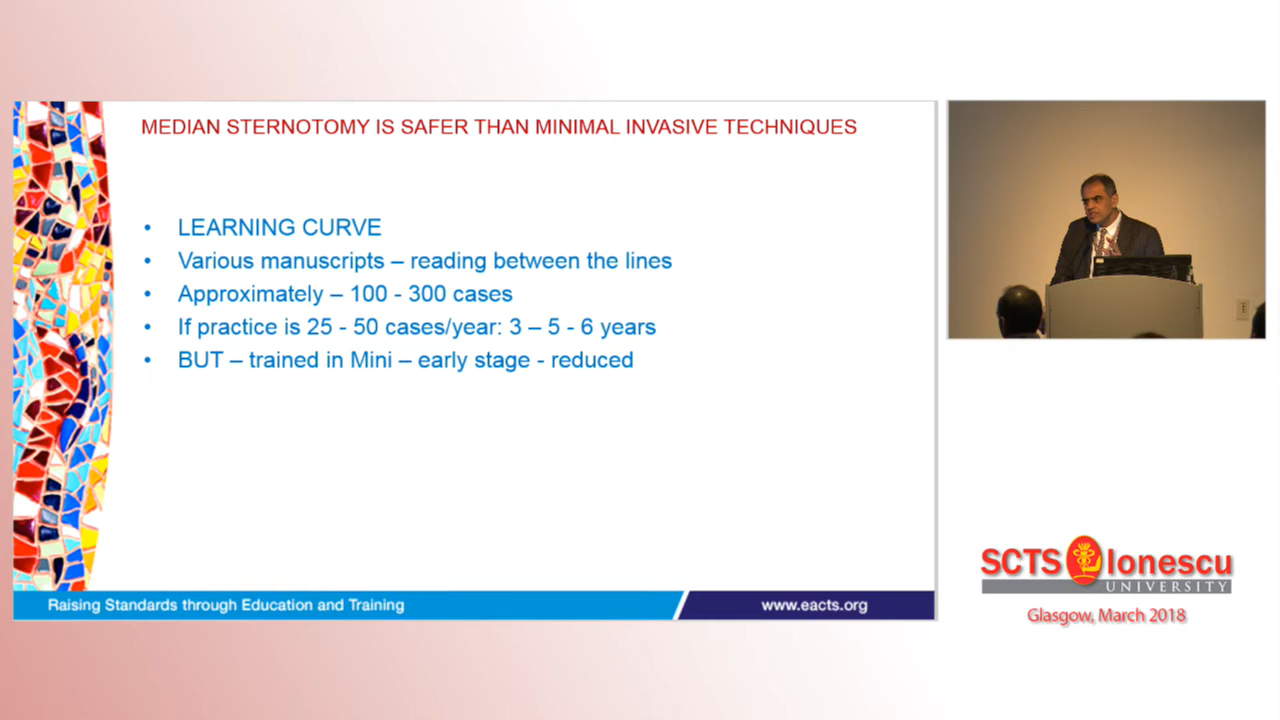 MEDIAN STERNOTOMY IS SAFER THAN MINIMAL INVASIVE TECHNIQUES
• LEARNING CURVE
• Various manuscripts – reading between the lines
• Approximately – 100 - 300 cases
• If practice is 25 - 50 cases/year: 3 – 5 - 6 years
• BUT – trained in Mini – early stage - reduced
Raising Standards through Education and Training
www.eacts.org
SCTS Ionescu
UNIVERSITY
Glasgow, March 2018